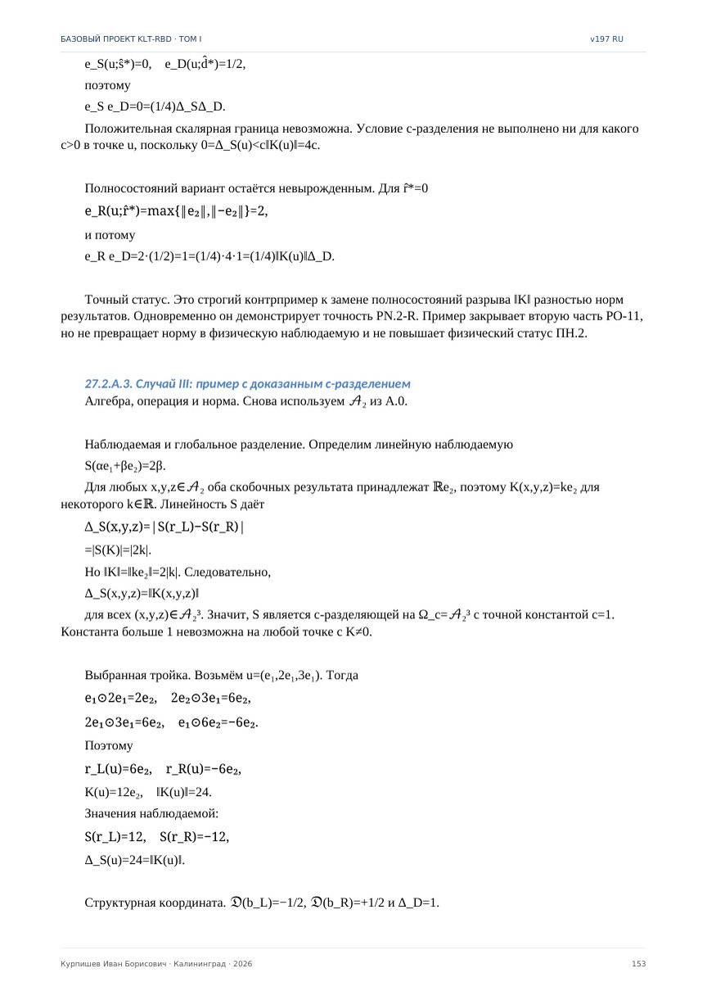 БАЗОВЫЙ ПРОЕКТ KLT-RBD · ТОМ I
v197 RU
e_S(u;ŝ*)=0, e_D(u;d̂*)=1/2,
поэтому
e_S e_D=0=(1/4)Δ_SΔ_D.
Положительная скалярная граница невозможна. Условие c-разделения не выполнено ни для какого
c>0 в точке u, поскольку 0=Δ_S(u)<c‖K(u)‖=4c.
Полносостояний вариант остаётся невырожденным. Для r̂*=0
e_R(u;r̂*)=max{‖e₂‖,‖−e₂‖}=2,
и потому
e_R e_D=2·(1/2)=1=(1/4)·4·1=(1/4)‖K(u)‖Δ_D.
Точный статус. Это строгий контрпример к замене полносостояний разрыва ‖K‖ разностью норм
результатов. Одновременно он демонстрирует точность PN.2-R. Пример закрывает вторую часть PO-11,
но не превращает норму в физическую наблюдаемую и не повышает физический статус ПН.2.
27.2.A.3. Случай III: пример с доказанным c-разделением
Алгебра, операция и норма. Снова используем 𝒜₂ из A.0.
Наблюдаемая и глобальное разделение. Определим линейную наблюдаемую
S(αe₁+βe₂)=2β.
Для любых x,y,z∈𝒜₂ оба скобочных результата принадлежат ℝe₂, поэтому K(x,y,z)=ke₂ для
некоторого k∈ℝ. Линейность S даёт
Δ_S(x,y,z)=|S(r_L)−S(r_R)|
=|S(K)|=|2k|.
Но ‖K‖=‖ke₂‖=2|k|. Следовательно,
Δ_S(x,y,z)=‖K(x,y,z)‖
для всех (x,y,z)∈𝒜₂³. Значит, S является c-разделяющей на Ω_c=𝒜₂³ с точной константой c=1.
Константа больше 1 невозможна на любой точке с K≠0.
Выбранная тройка. Возьмём u=(e₁,2e₁,3e₁). Тогда
e₁⊙2e₁=2e₂, 2e₂⊙3e₁=6e₂,
2e₁⊙3e₁=6e₂, e₁⊙6e₂=−6e₂.
Поэтому
r_L(u)=6e₂, r_R(u)=−6e₂,
K(u)=12e₂, ‖K(u)‖=24.
Значения наблюдаемой:
S(r_L)=12, S(r_R)=−12,
Δ_S(u)=24=‖K(u)‖.
Структурная координата. 𝔇(b_L)=−1/2, 𝔇(b_R)=+1/2 и Δ_D=1.
Курпишев Иван Борисович · Калининград · 2026
153